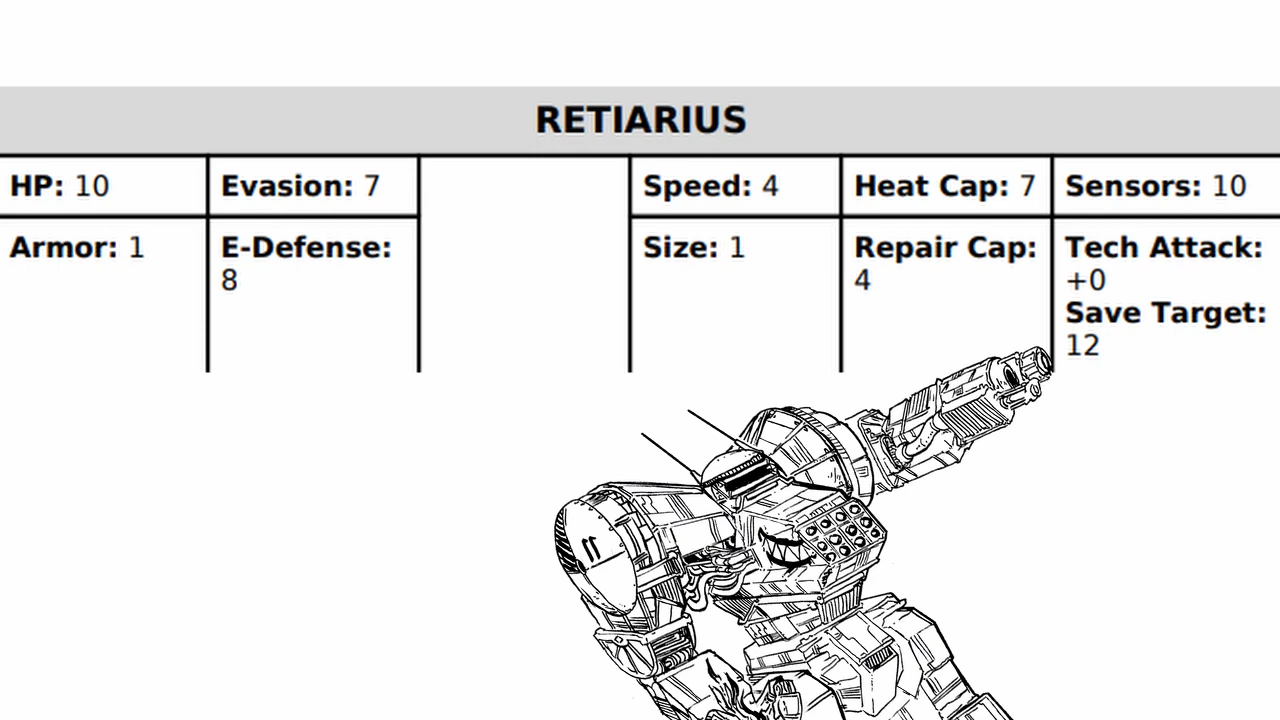 RETIARIUS
HP: 10
Evasion: 7
Speed: 4
Heat Cap: 7
Sensors: 10
Armor: 1
E-Defense:
8
Size: 1
Repair Cap:
4
Tech Attack:
+0
Save Target:
12